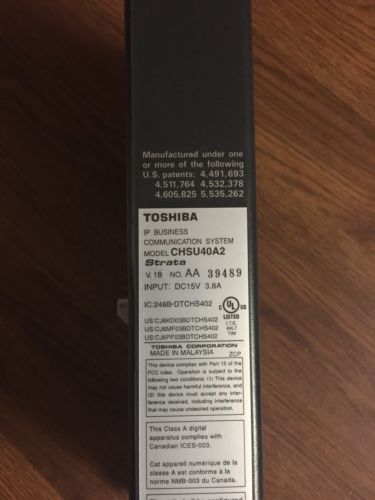 Manufactured under one
or more of the following
U.S. patents: 4,491,693
4,511,764 4,532,378
4,605,825 5,535,262
TOSHIBA
IP BUSINESS
COMMUNICATION SYSTEM
MODEL CHSU40A2
Strata
V. 1B NO. AA 39489
INPUT: DC15V 3.8A
IC:248B-DTCHS402
US:CJ6KD03BDTCHS402
US:CJ6MF03BDTCHS402
US:CJ6PF03BDTCHS402
C UL US
LISTED
I.T.E.
49L7
TIM
TOSHIBA CORPORATION
MADE IN MALAYSIA ZCP
This device complies with Part 15 of the
FCC rules. Operation is subject to the
following two conditions: (1) This device
may not cause harmful interference, and
(2) this device must accept any inter-
ference received, including interference
that may cause undesired operation.
This Class A digital
apparatus complies with
Canadian ICES-003.
Cet appareil numérique de la
classe A est conforme à la
norme NMB-003 du Canada.